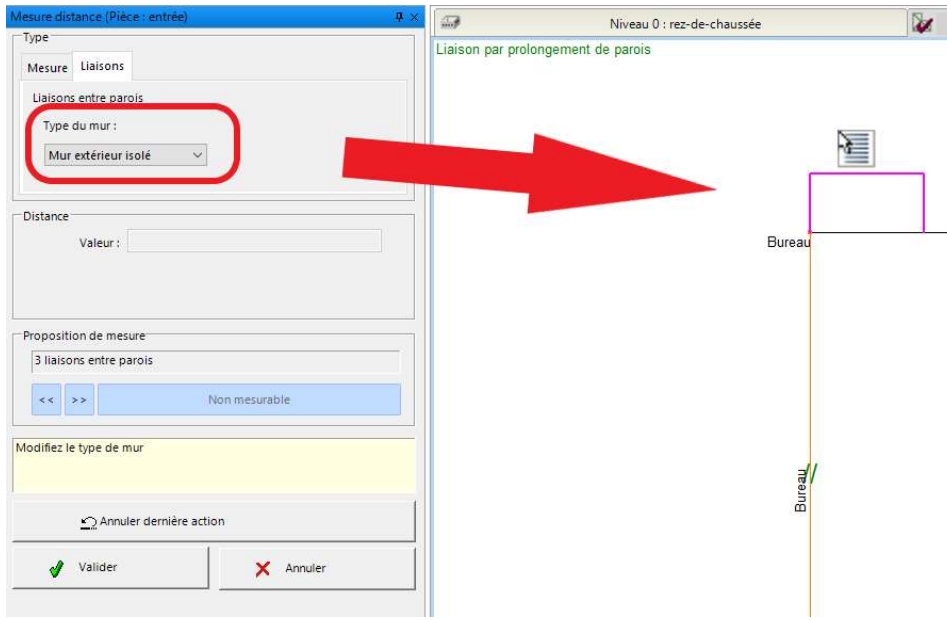 Mesure distance (Pièce : entrée)
Type
Mesure Liaisons
Liaisons entre parois
Type du mur :
Mur extérieur isolé
Distance
Valeur :
Proposition de mesure
3 liaisons entre parois
<< >> Non mesurable
Modifiez le type de mur
Annuler dernière action
Valider Annuler
Niveau 0 : rez-de-chaussée
Liaison par prolongement de parois
Bureau
Bureau